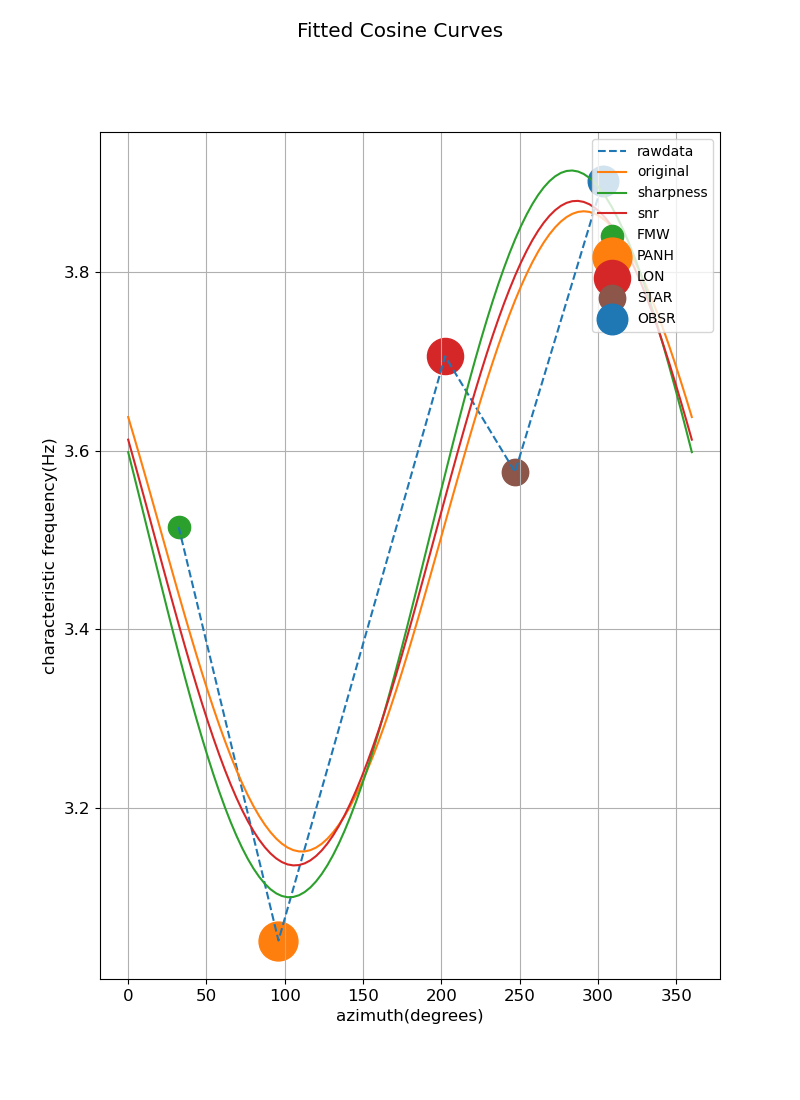 Fitted Cosine Curves
rawdata
original
sharpness
snr
FMW
PANH
LON
STAR
OBSR
3.8
3.6
3.4
3.2
characteristic frequency(Hz)
0 50 100 150 200 250 300 350
azimuth(degrees)